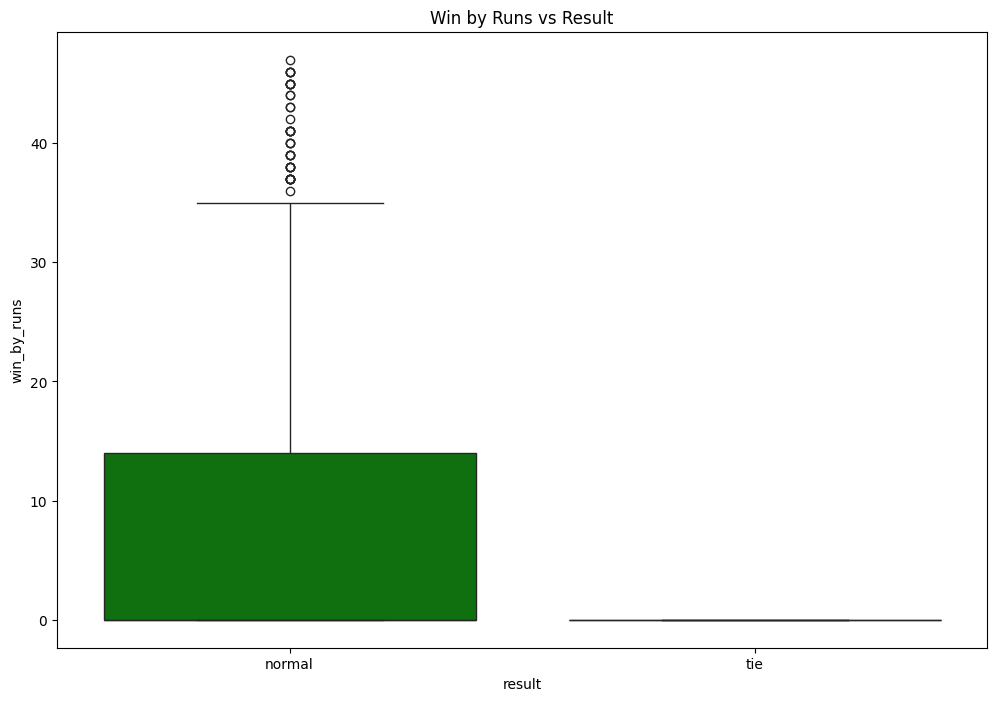 Win by Runs vs Result
win_by_runs
40
30
20
10
0
normal
tie
result